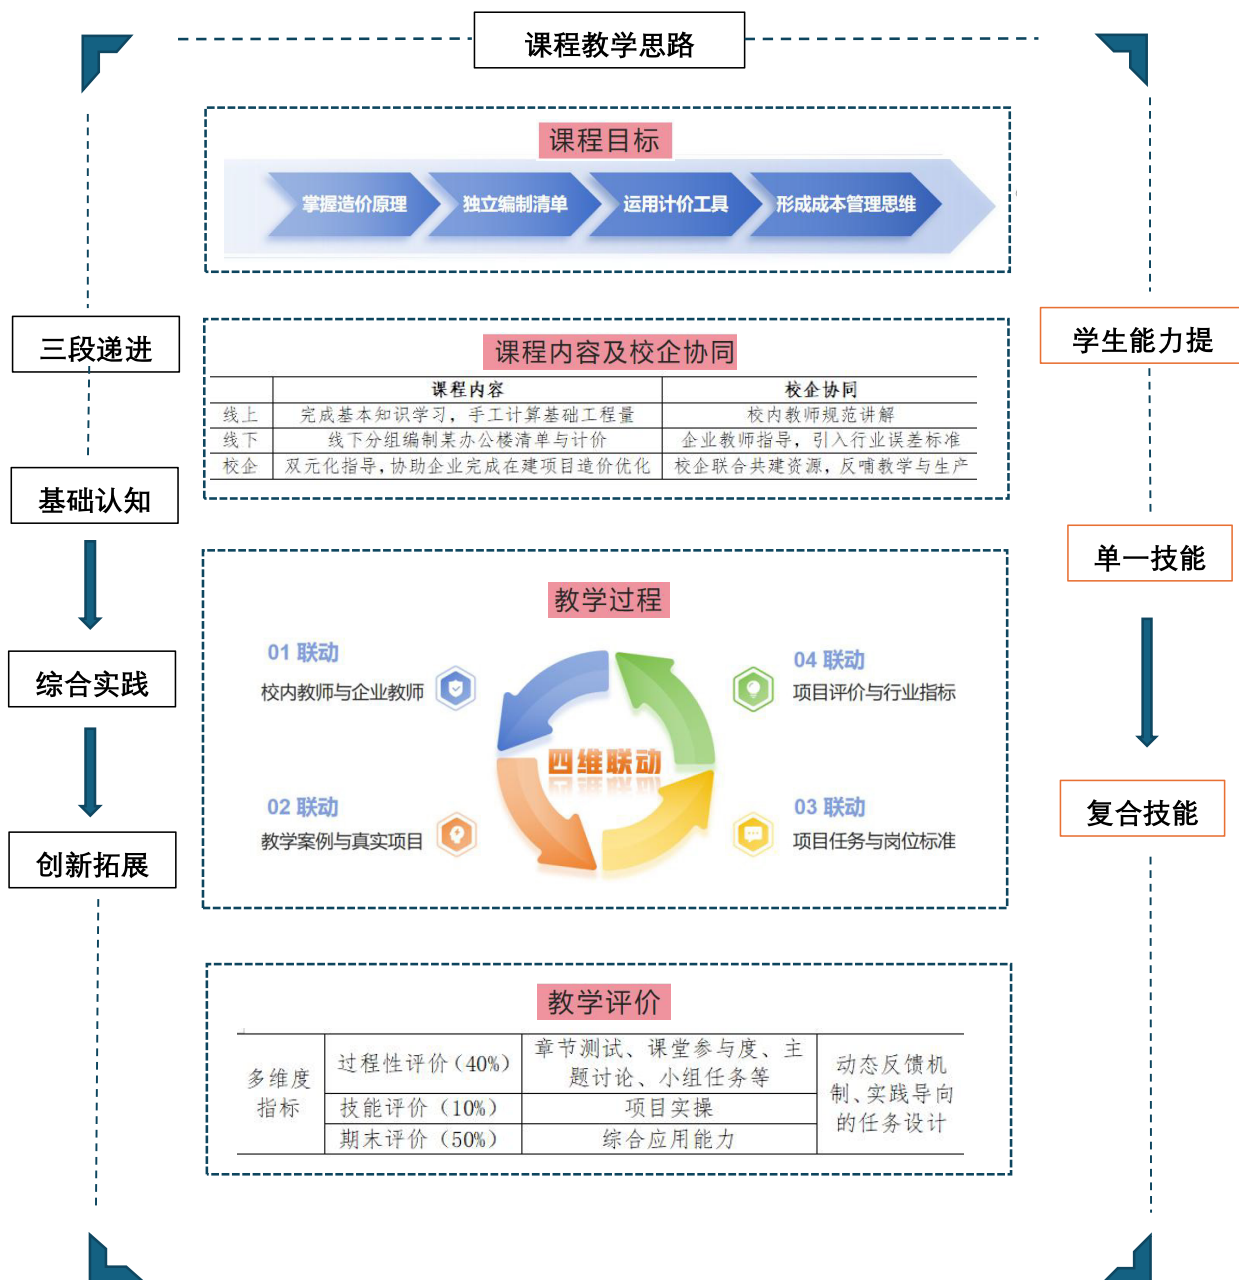 课程教学思路
课程目标
掌握造价原理
独立编制清单
运用计价工具
形成成本管理思维
三段递进
基础认知
综合实践
创新拓展
课程内容及校企协同
课程内容 校企协同
线上 完成基本知识学习，手工计算基础工程量 校内教师规范讲解
线下 线下分组编制某办公楼清单与计价 企业教师指导，引入行业误差标准
校企 双元化指导，协助企业完成在建项目造价优化 校企联合共建资源，反哺教学与生产
学生能力提
单一技能
复合技能
教学过程
01 联动
校内教师与企业教师
02 联动
教学案例与真实项目
四维联动
04 联动
项目评价与行业指标
03 联动
项目任务与岗位标准
教学评价
多维度
指标
过程性评价（40%）
章节测试、课堂参与度、主
题讨论、小组任务等
技能评价（10%）
项目实操
期末评价（50%）
综合应用能力
动态反馈机
制、实践导向
的任务设计